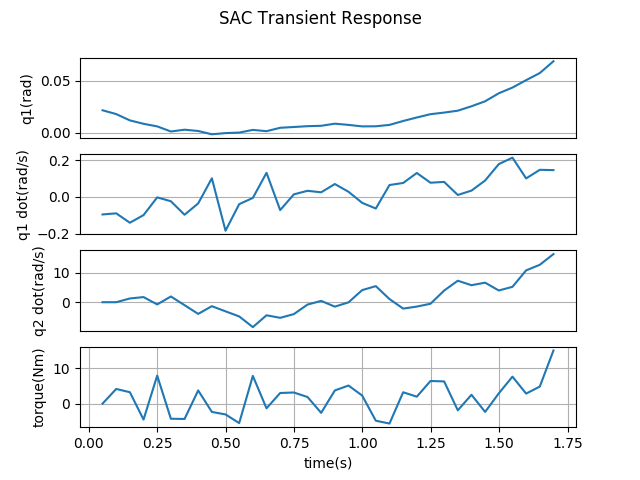 SAC Transient Response
q1(rad)
0.05
0.00
q1 dot(rad/s)
0.2
0.0
−0.2
q2 dot(rad/s)
10
0
torque(Nm)
10
0
0.00 0.25 0.50 0.75 1.00 1.25 1.50 1.75
time(s)